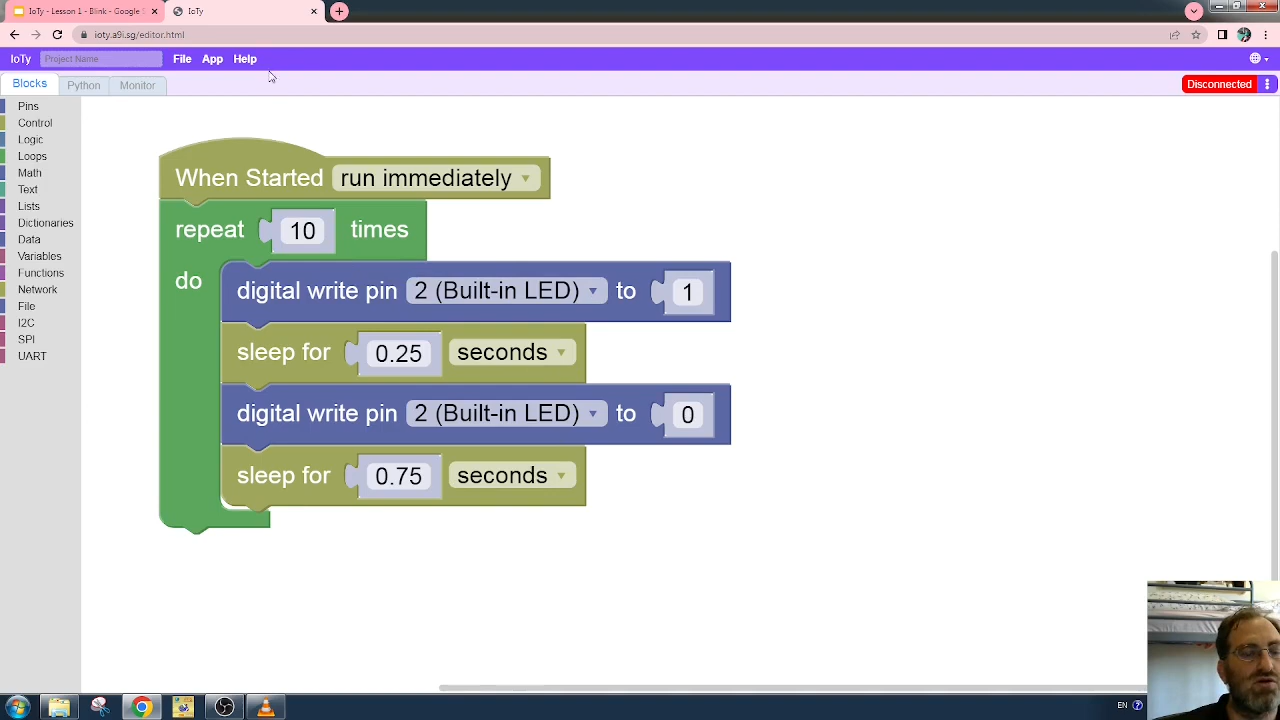 IoTy - Lesson 1 - Blink - Google
IoTy
ioty.a9i.sg/editor.html
IoTy Project Name File App Help
Blocks Python Monitor
Disconnected
Pins
Control
Logic
Loops
Math
Text
Lists
Dictionaries
Data
Variables
Functions
Network
File
I2C
SPI
UART
When Started run immediately
repeat 10 times
do
digital write pin 2 (Built-in LED) to 1
sleep for 0.25 seconds
digital write pin 2 (Built-in LED) to 0
sleep for 0.75 seconds
EN